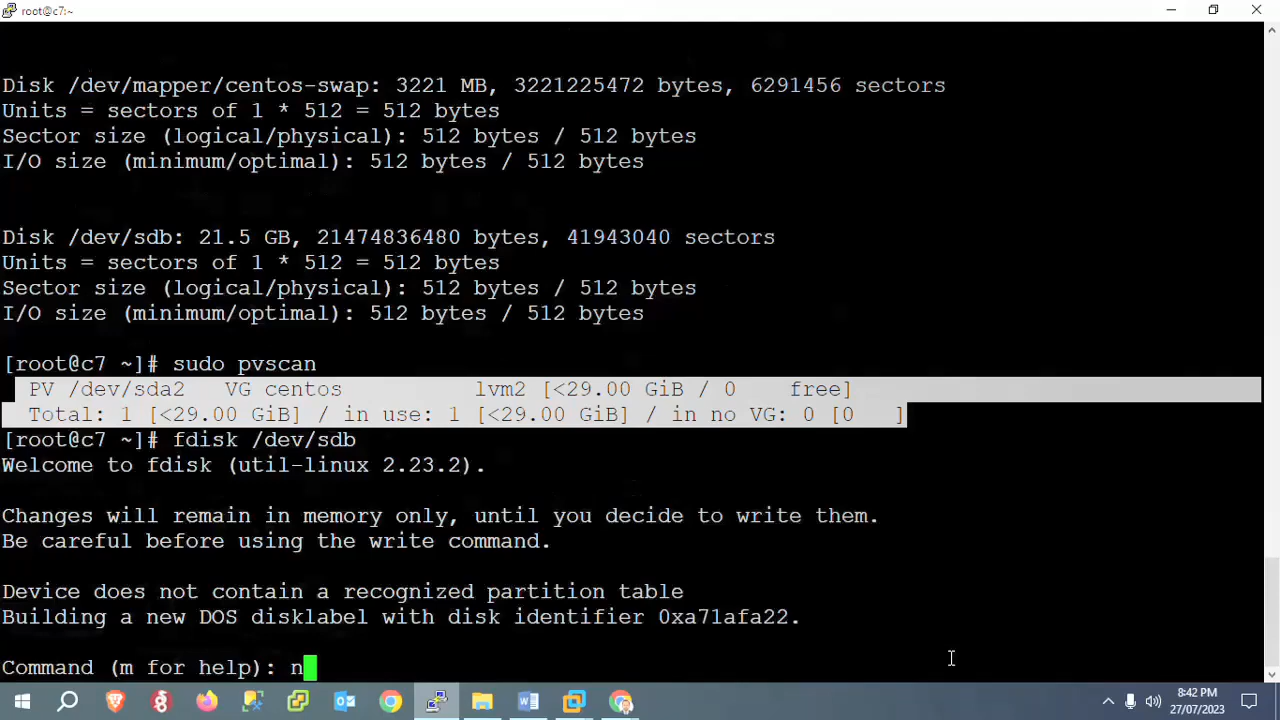 root@c7:~
Disk /dev/mapper/centos-swap: 3221 MB, 3221225472 bytes, 6291456 sectors
Units = sectors of 1 * 512 = 512 bytes
Sector size (logical/physical): 512 bytes / 512 bytes
I/O size (minimum/optimal): 512 bytes / 512 bytes
Disk /dev/sdb: 21.5 GB, 21474836480 bytes, 41943040 sectors
Units = sectors of 1 * 512 = 512 bytes
Sector size (logical/physical): 512 bytes / 512 bytes
I/O size (minimum/optimal): 512 bytes / 512 bytes
[root@c7 ~]# sudo pvscan
PV /dev/sda2   VG centos          lvm2 [<29.00 GiB / 0    free]
Total: 1 [<29.00 GiB] / in use: 1 [<29.00 GiB] / in no VG: 0 [0   ]
[root@c7 ~]# fdisk /dev/sdb
Welcome to fdisk (util-linux 2.23.2).
Changes will remain in memory only, until you decide to write them.
Be careful before using the write command.
Device does not contain a recognized partition table
Building a new DOS disklabel with disk identifier 0xa71afa22.
Command (m for help): n
8:42 PM
27/07/2023